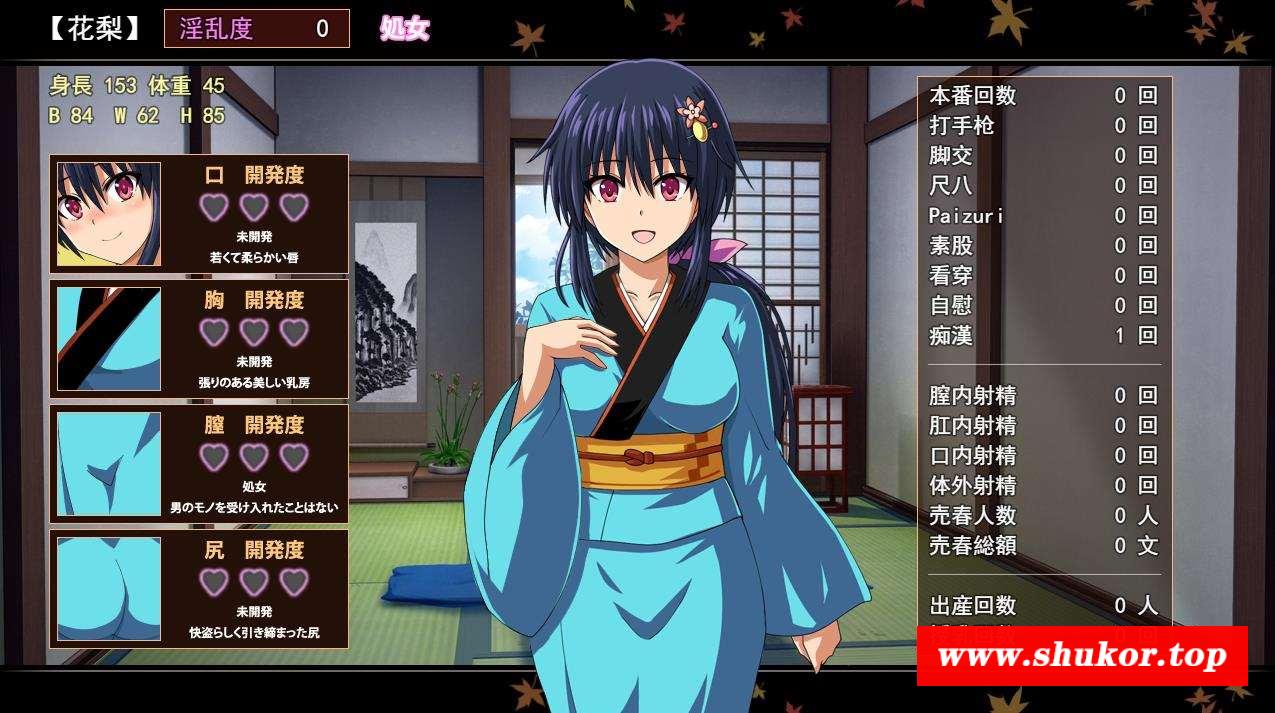 【花梨】 淫乱度 0 処女
身長 153 体重 45
B 84 W 62 H 85
口 開発度
未開発
若くて柔らかい唇
胸 開発度
未開発
張りのある美しい乳房
膣 開発度
処女
男のモノを受け入れたことはない
尻 開発度
未開発
快盗らしく引き締まった尻
本番回数 0 回
打手枪 0 回
脚交 0 回
尺八 0 回
Paizuri 0 回
素股 0 回
看穿 0 回
自慰 0 回
痴漢 1 回
膣内射精 0 回
肛内射精 0 回
口内射精 0 回
体外射精 0 回
売春人数 0 人
売春総額 0 文
出産回数 0 人
www.shukor.top